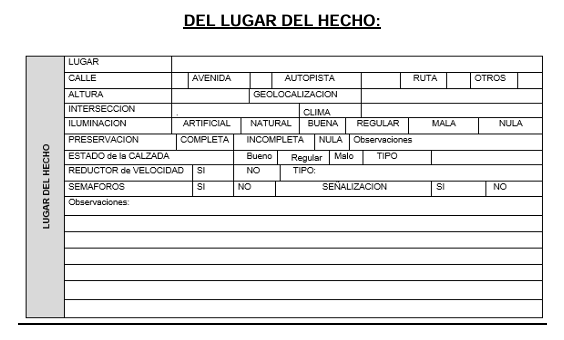 DEL LUGAR DEL HECHO:
LUGAR DEL HECHO
LUGAR
CALLE AVENIDA AUTOPISTA RUTA OTROS
ALTURA GEOLOCALIZACION
INTERSECCION . CLIMA
ILUMINACION ARTIFICIAL NATURAL BUENA REGULAR MALA NULA
PRESERVACION COMPLETA INCOMPLETA NULA Observaciones
ESTADO de la CALZADA Bueno Regular Malo TIPO
REDUCTOR de VELOCIDAD SI NO TIPO:
SEMAFOROS SI NO SEÑALIZACION SI NO
Observaciones: